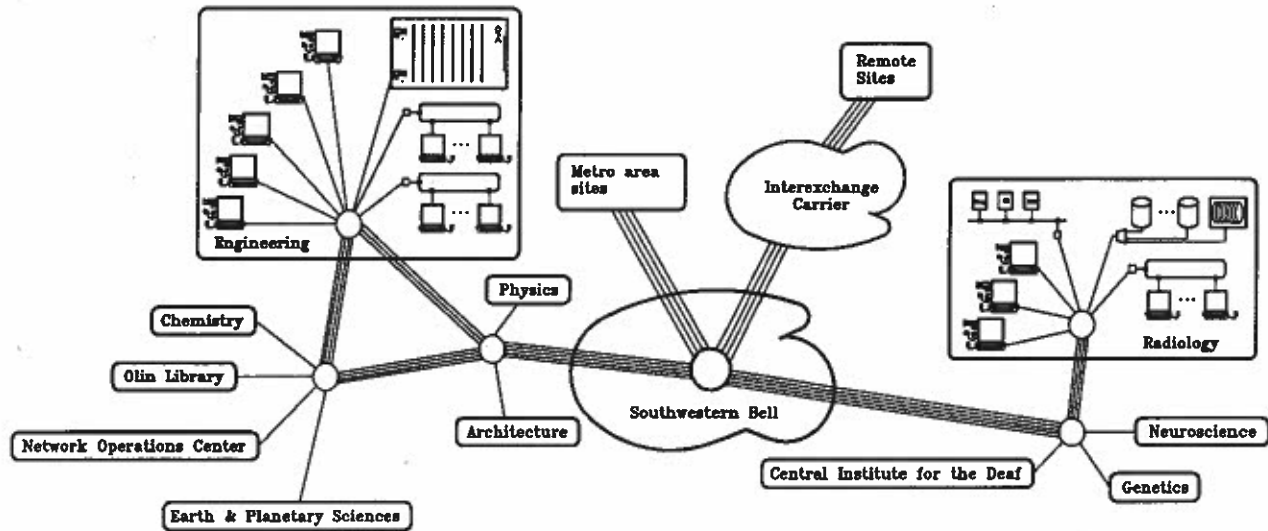 Remote
Sites
Metro area
sites
Interexchange
Carrier
Engineering
Physics
Chemistry
Radiology
Olin Library
Southwestern Bell
Architecture
Network Operations Center
Neuroscience
Central Institute for the Deaf
Genetics
Earth & Planetary Sciences